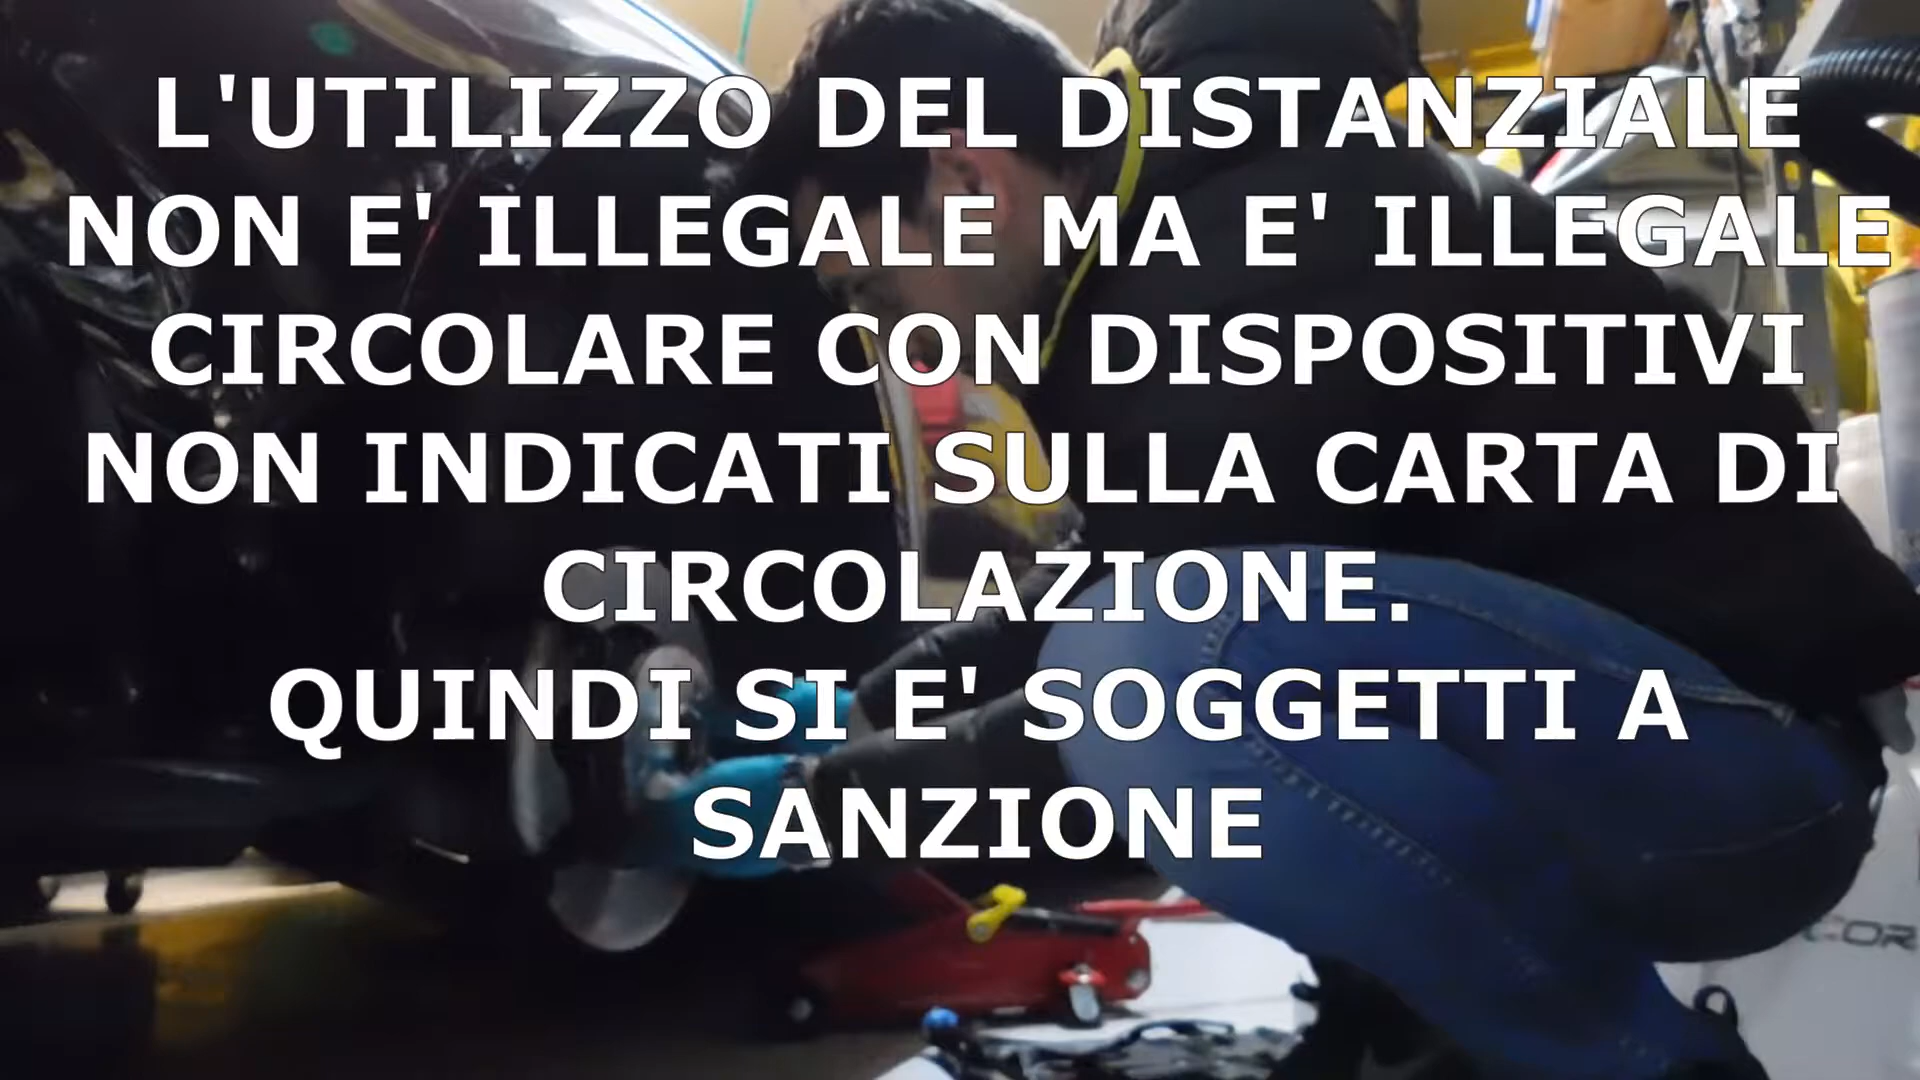 L'UTILIZZO DEL DISTANZIALE
NON E' ILLEGALE MA E' ILLEGALE
CIRCOLARE CON DISPOSITIVI
NON INDICATI SULLA CARTA DI
CIRCOLAZIONE.
QUINDI SI E' SOGGETTI A
SANZIONE